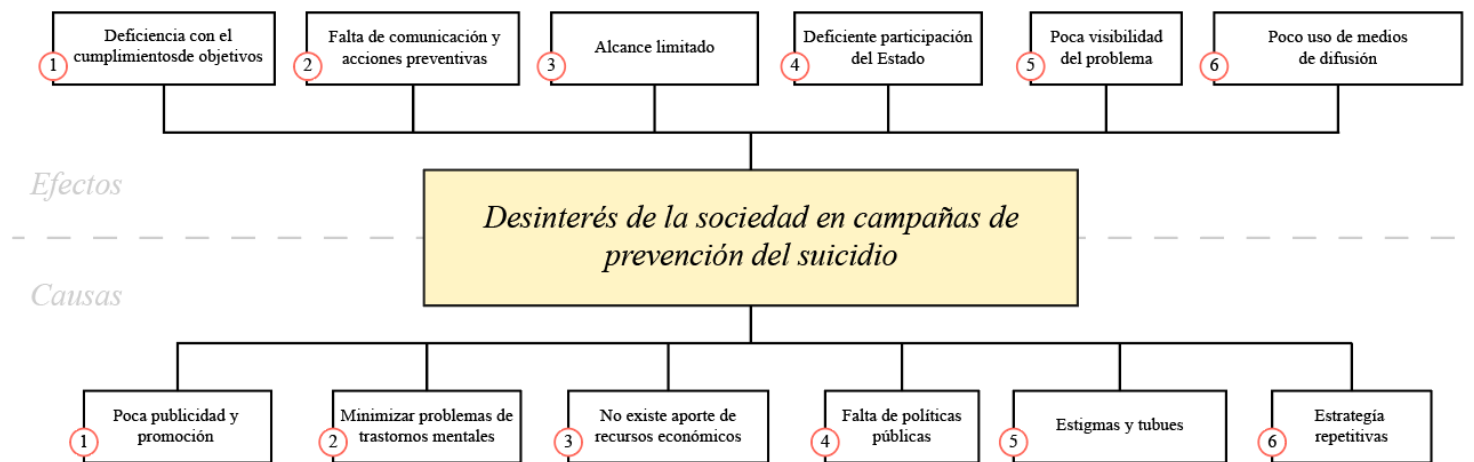 Deficiencia con el
cumplimientosde objetivos
1
Falta de comunicación y
acciones preventivas
2
Alcance limitado
3
Deficiente participación
del Estado
4
Poca visibilidad
del problema
5
Poco uso de medios
de difusión
6
Efectos
Desinterés de la sociedad en campañas de
prevención del suicidio
Causas
Poca publicidad y
promoción
1
Minimizar problemas de
trastornos mentales
2
No existe aporte de
recursos económicos
3
Falta de políticas
públicas
4
Estigmas y tubues
5
Estrategía
repetitivas
6